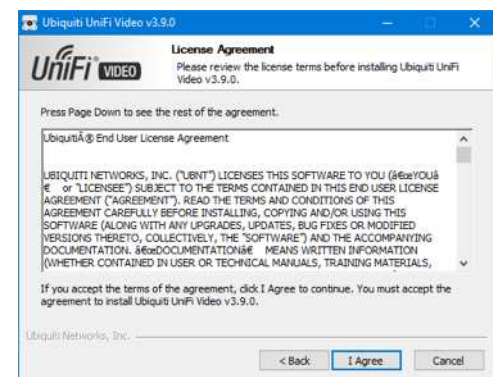 Ubiquiti UniFi Video v3.9.0
UniFi VIDEO
License Agreement
Please review the license terms before installing Ubiquiti UniFi
Video v3.9.0.
Press Page Down to see the rest of the agreement.
UbiquitiÂ® End User License Agreement
UBIQUITI NETWORKS, INC. ("UBNT") LICENSES THIS SOFTWARE TO YOU (â€œYOUâ
€ or "LICENSEE") SUBJECT TO THE TERMS CONTAINED IN THIS END USER LICENSE
AGREEMENT ("AGREEMENT"). READ THE TERMS AND CONDITIONS OF THIS
AGREEMENT CAREFULLY BEFORE INSTALLING, COPYING AND/OR USING THIS
SOFTWARE (ALONG WITH ANY UPGRADES, UPDATES, BUG FIXES OR MODIFIED
VERSIONS THERETO, COLLECTIVELY, THE "SOFTWARE") AND THE ACCOMPANYING
DOCUMENTATION. â€œDOCUMENTATIONâ€ MEANS WRITTEN INFORMATION
(WHETHER CONTAINED IN USER OR TECHNICAL MANUALS, TRAINING MATERIALS,
If you accept the terms of the agreement, click I Agree to continue. You must accept the
agreement to install Ubiquiti UniFi Video v3.9.0.
Ubiquiti Networks, Inc.
< Back
I Agree
Cancel